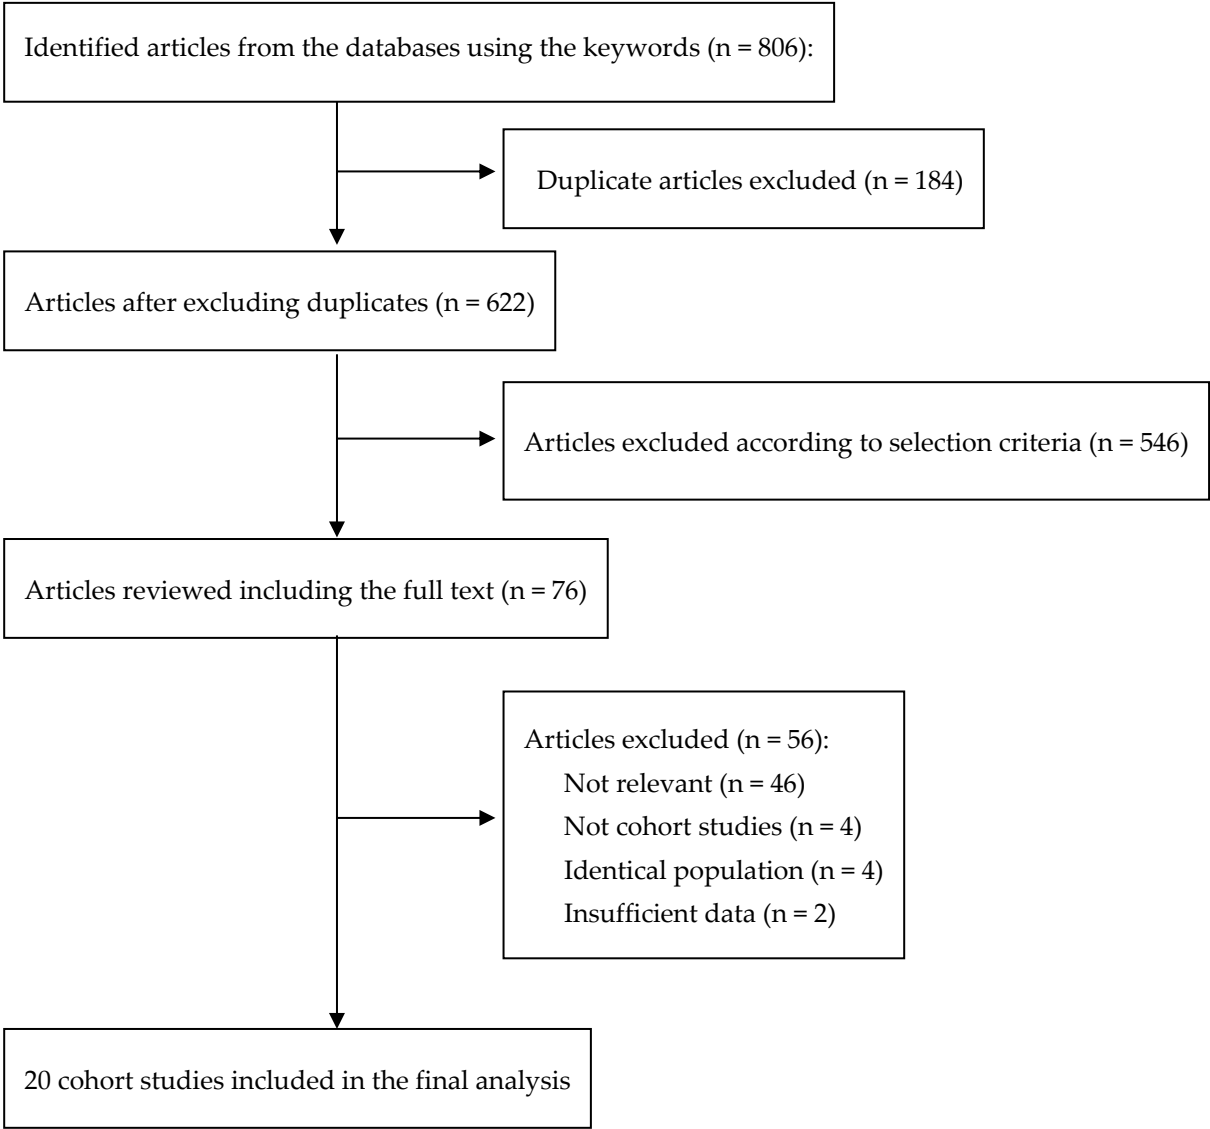 Identified articles from the databases using the keywords (n = 806):
Duplicate articles excluded (n = 184)
Articles after excluding duplicates (n = 622)
Articles excluded according to selection criteria (n = 546)
Articles reviewed including the full text (n = 76)
Articles excluded (n = 56):
Not relevant (n = 46)
Not cohort studies (n = 4)
Identical population (n = 4)
Insufficient data (n = 2)
20 cohort studies included in the final analysis